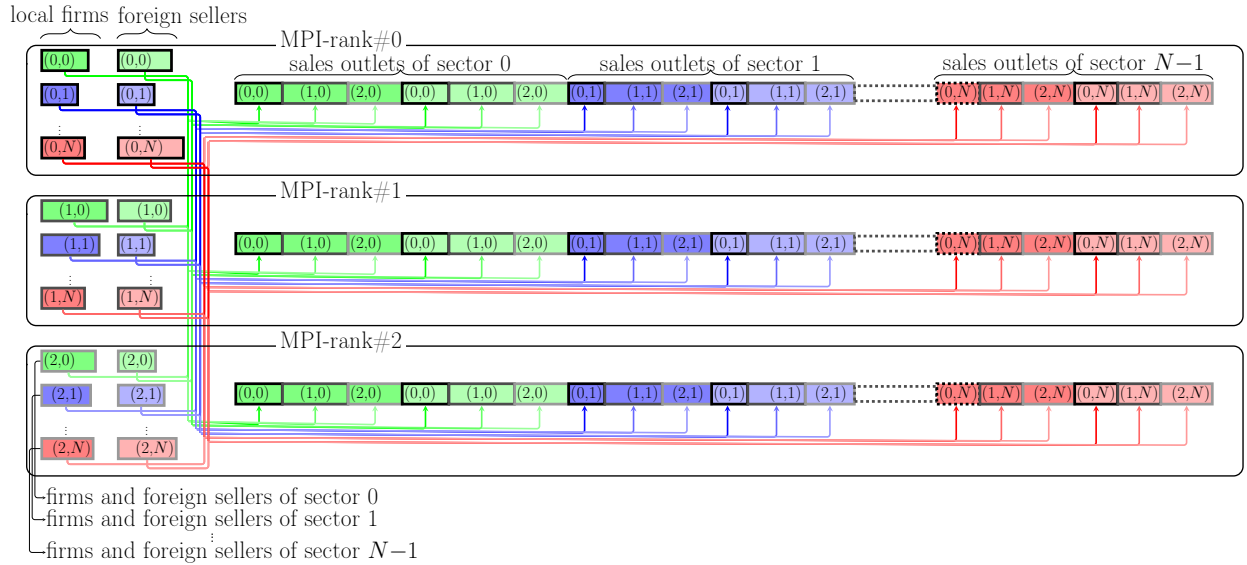 local firms foreign sellers
MPI-rank#0
sales outlets of sector 0 sales outlets of sector 1 sales outlets of sector N−1
(0,0) (0,0)
(0,0) (1,0) (2,0) (0,0) (1,0) (2,0) (0,1) (1,1) (2,1) (0,1) (1,1) (2,1) (0,N) (1,N) (2,N) (0,N) (1,N) (2,N)
(0,1) (0,1)
(0,N) (0,N)
MPI-rank#1
(1,0) (1,0)
(0,0) (1,0) (2,0) (0,0) (1,0) (2,0) (0,1) (1,1) (2,1) (0,1) (1,1) (2,1) (0,N) (1,N) (2,N) (0,N) (1,N) (2,N)
(1,1) (1,1)
(1,N) (1,N)
MPI-rank#2
(2,0) (2,0)
(0,0) (1,0) (2,0) (0,0) (1,0) (2,0) (0,1) (1,1) (2,1) (0,1) (1,1) (2,1) (0,N) (1,N) (2,N) (0,N) (1,N) (2,N)
(2,1) (2,1)
(2,N) (2,N)
firms and foreign sellers of sector 0
firms and foreign sellers of sector 1
firms and foreign sellers of sector N−1